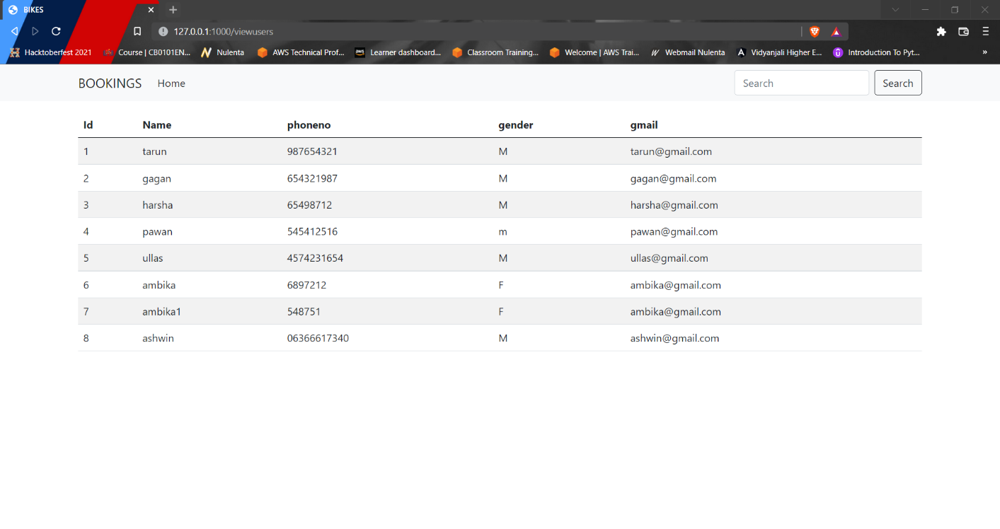 BIKES
127.0.0.1:1000/viewusers
Hacktoberfest 2021 Course | CB0101EN... Nulenta AWS Technical Prof... aws Learner dashboard... Classroom Training... Welcome | AWS Trai... Webmail Nulenta Vidyanjali Higher E... Introduction To Pyt... »
BOOKINGS Home Search Search
Id Name phoneno gender gmail
1 tarun 987654321 M tarun@gmail.com
2 gagan 654321987 M gagan@gmail.com
3 harsha 65498712 M harsha@gmail.com
4 pawan 545412516 m pawan@gmail.com
5 ullas 4574231654 M ullas@gmail.com
6 ambika 6897212 F ambika@gmail.com
7 ambika1 548751 F ambika@gmail.com
8 ashwin 06366617340 M ashwin@gmail.com